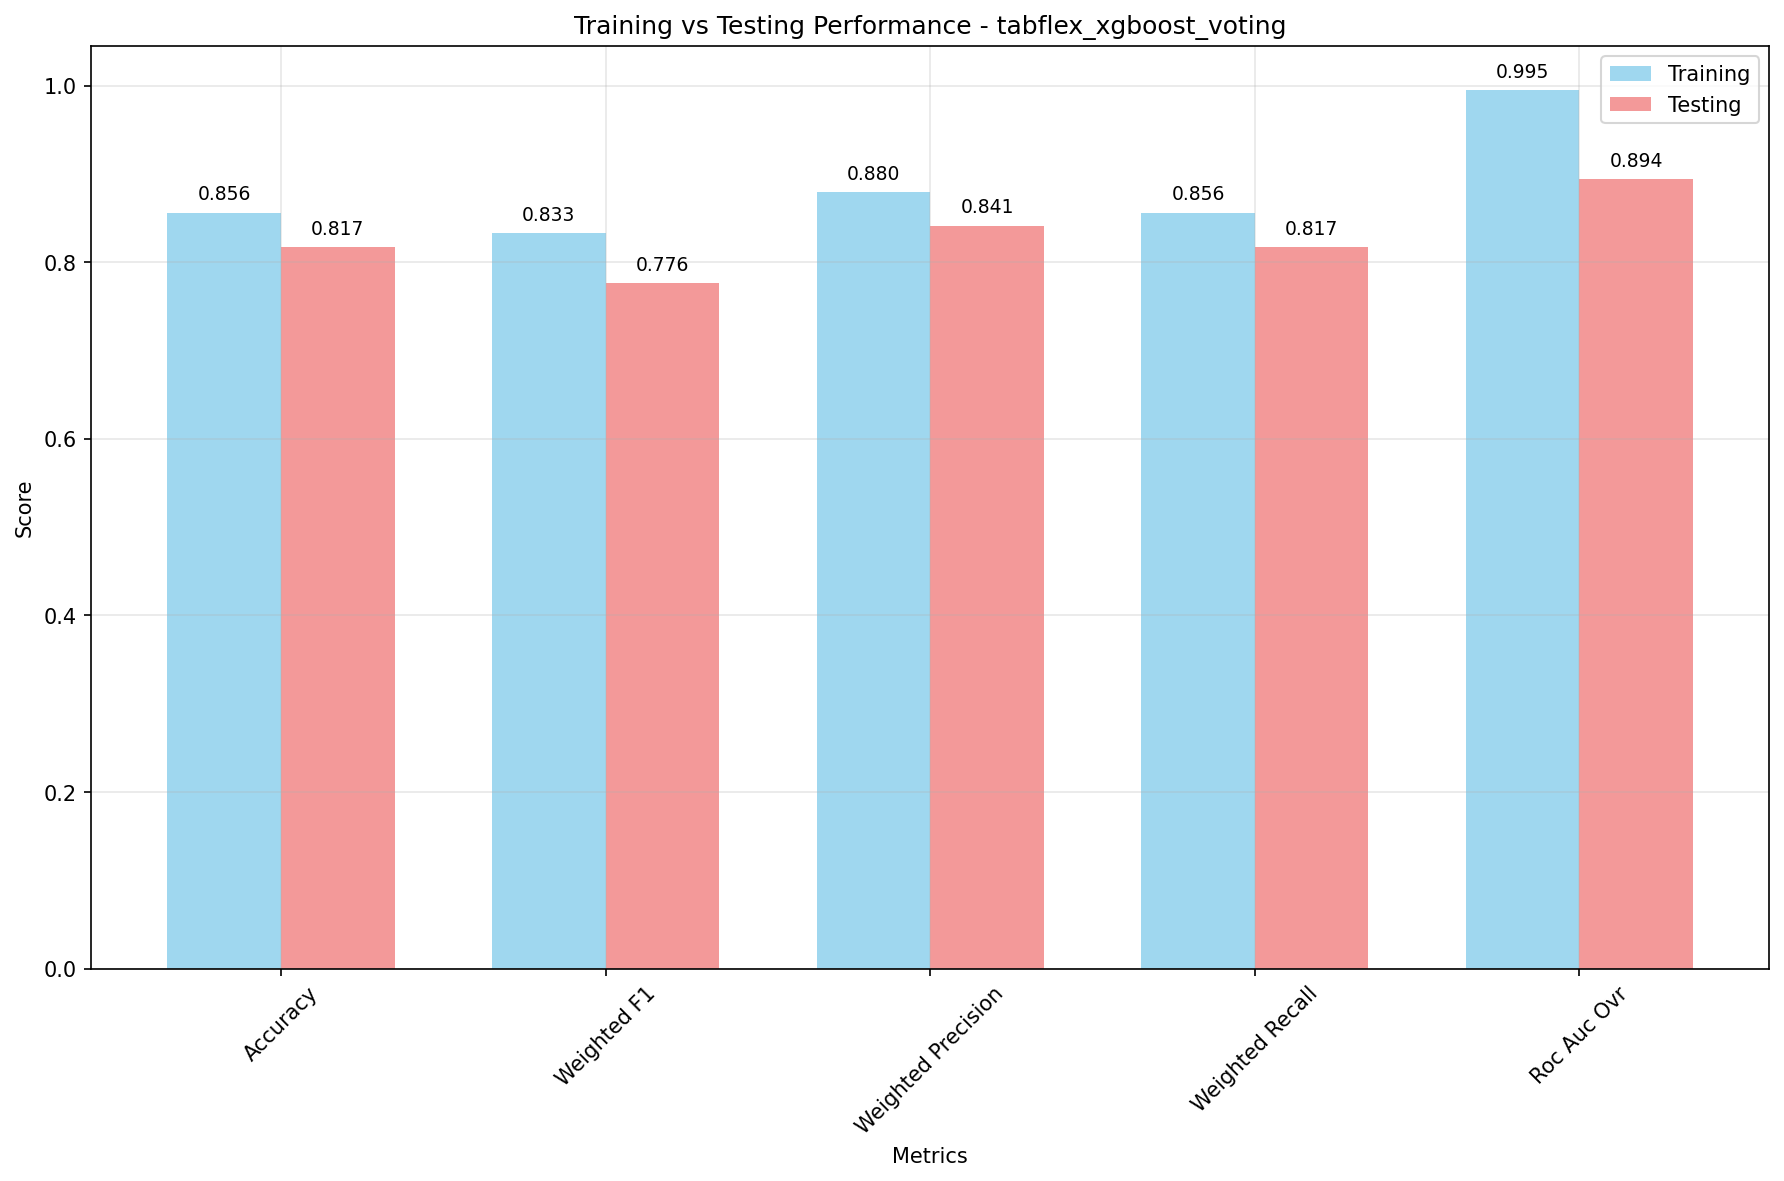 Training vs Testing Performance - tabflex_xgboost_voting
Training
Testing
1.0
0.8
0.6
0.4
0.2
0.0
Score
0.856
0.817
0.833
0.776
0.880
0.841
0.856
0.817
0.995
0.894
Accuracy
Weighted F1
Weighted Precision
Weighted Recall
Roc Auc Ovr
Metrics